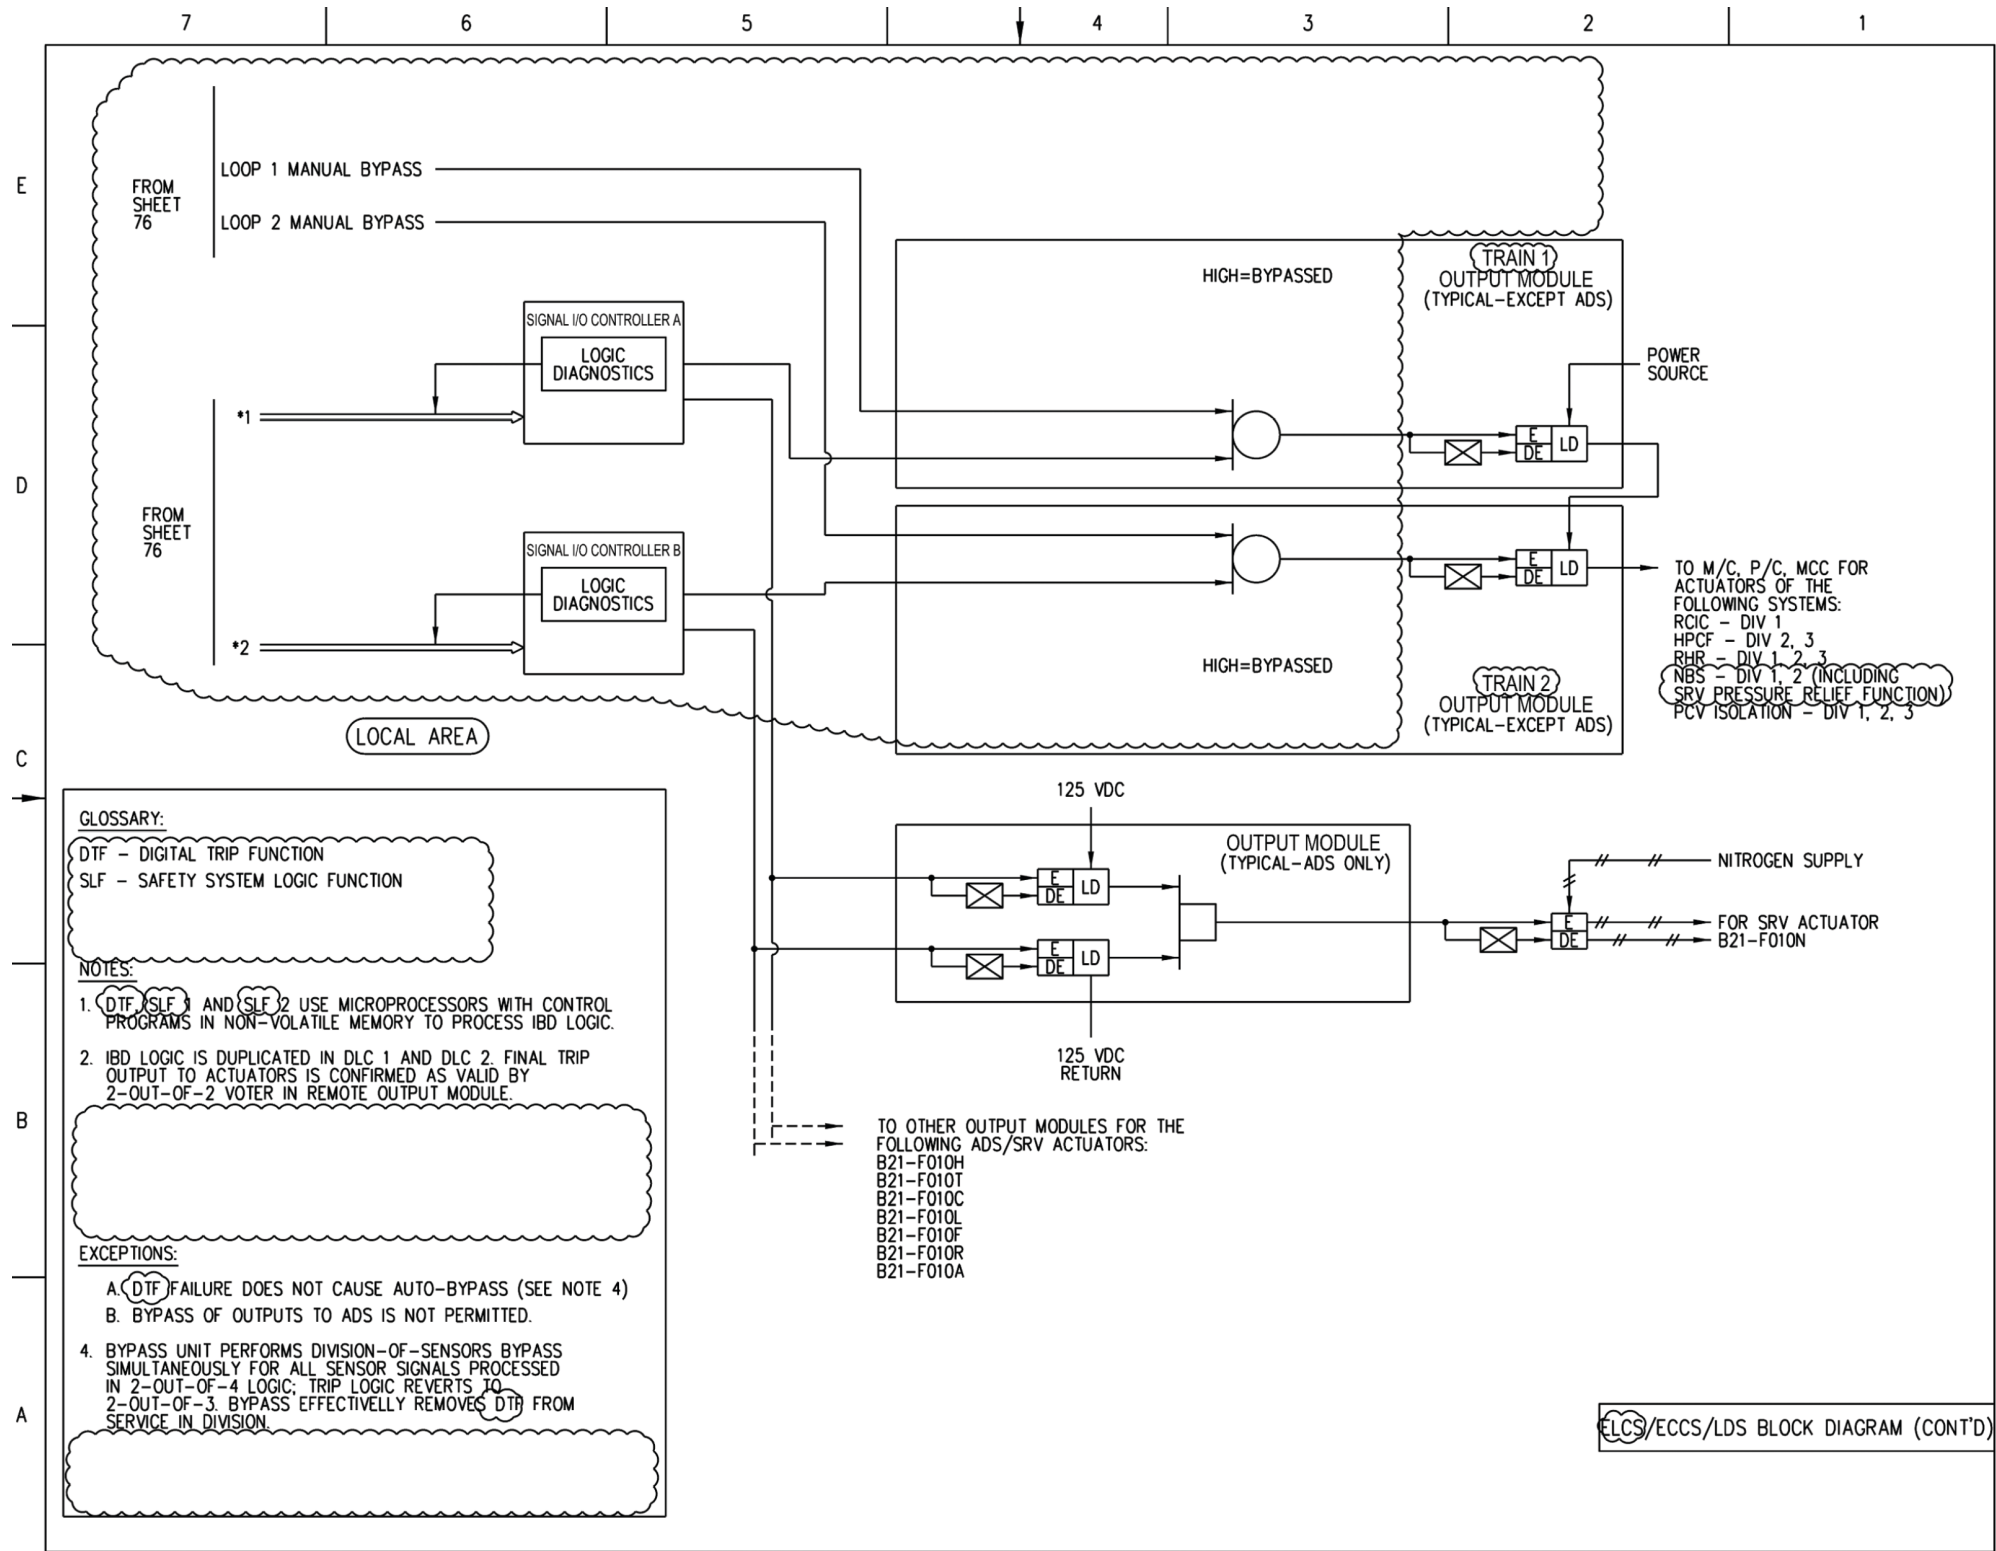 7 6 5 4 3 2 1
E
D
C
B
A
FROM
SHEET
76
LOOP 1 MANUAL BYPASS
LOOP 2 MANUAL BYPASS
HIGH=BYPASSED
TRAIN 1
OUTPUT MODULE
(TYPICAL-EXCEPT ADS)
SIGNAL I/O CONTROLLER A
LOGIC
DIAGNOSTICS
*1
POWER
SOURCE
E
DE
LD
FROM
SHEET
76
SIGNAL I/O CONTROLLER B
LOGIC
DIAGNOSTICS
*2
E
DE
LD
HIGH=BYPASSED
TRAIN 2
OUTPUT MODULE
(TYPICAL-EXCEPT ADS)
TO M/C, P/C, MCC FOR
ACTUATORS OF THE
FOLLOWING SYSTEMS:
RCIC - DIV 1
HPCF - DIV 2, 3
RHR - DIV 1, 2, 3
NBS - DIV 1, 2 (INCLUDING
SRV PRESSURE RELIEF FUNCTION)
PCV ISOLATION - DIV 1, 2, 3
LOCAL AREA
125 VDC
OUTPUT MODULE
(TYPICAL-ADS ONLY)
E
DE
LD
E
DE
LD
125 VDC
RETURN
NITROGEN SUPPLY
E
DE
FOR SRV ACTUATOR
B21-F010N
TO OTHER OUTPUT MODULES FOR THE
FOLLOWING ADS/SRV ACTUATORS:
B21-F010H
B21-F010T
B21-F010C
B21-F010L
B21-F010F
B21-F010R
B21-F010A
GLOSSARY:
DTF - DIGITAL TRIP FUNCTION
SLF - SAFETY SYSTEM LOGIC FUNCTION
NOTES:
1. DTF, SLF 1 AND SLF 2 USE MICROPROCESSORS WITH CONTROL
PROGRAMS IN NON-VOLATILE MEMORY TO PROCESS IBD LOGIC.
2. IBD LOGIC IS DUPLICATED IN DLC 1 AND DLC 2. FINAL TRIP
OUTPUT TO ACTUATORS IS CONFIRMED AS VALID BY
2-OUT-OF-2 VOTER IN REMOTE OUTPUT MODULE.
EXCEPTIONS:
A. DTF FAILURE DOES NOT CAUSE AUTO-BYPASS (SEE NOTE 4)
B. BYPASS OF OUTPUTS TO ADS IS NOT PERMITTED.
4. BYPASS UNIT PERFORMS DIVISION-OF-SENSORS BYPASS
SIMULTANEOUSLY FOR ALL SENSOR SIGNALS PROCESSED
IN 2-OUT-OF-4 LOGIC; TRIP LOGIC REVERTS TO
2-OUT-OF-3. BYPASS EFFECTIVELLY REMOVES DTF FROM
SERVICE IN DIVISION.
ELCS/ECCS/LDS BLOCK DIAGRAM (CONT'D)